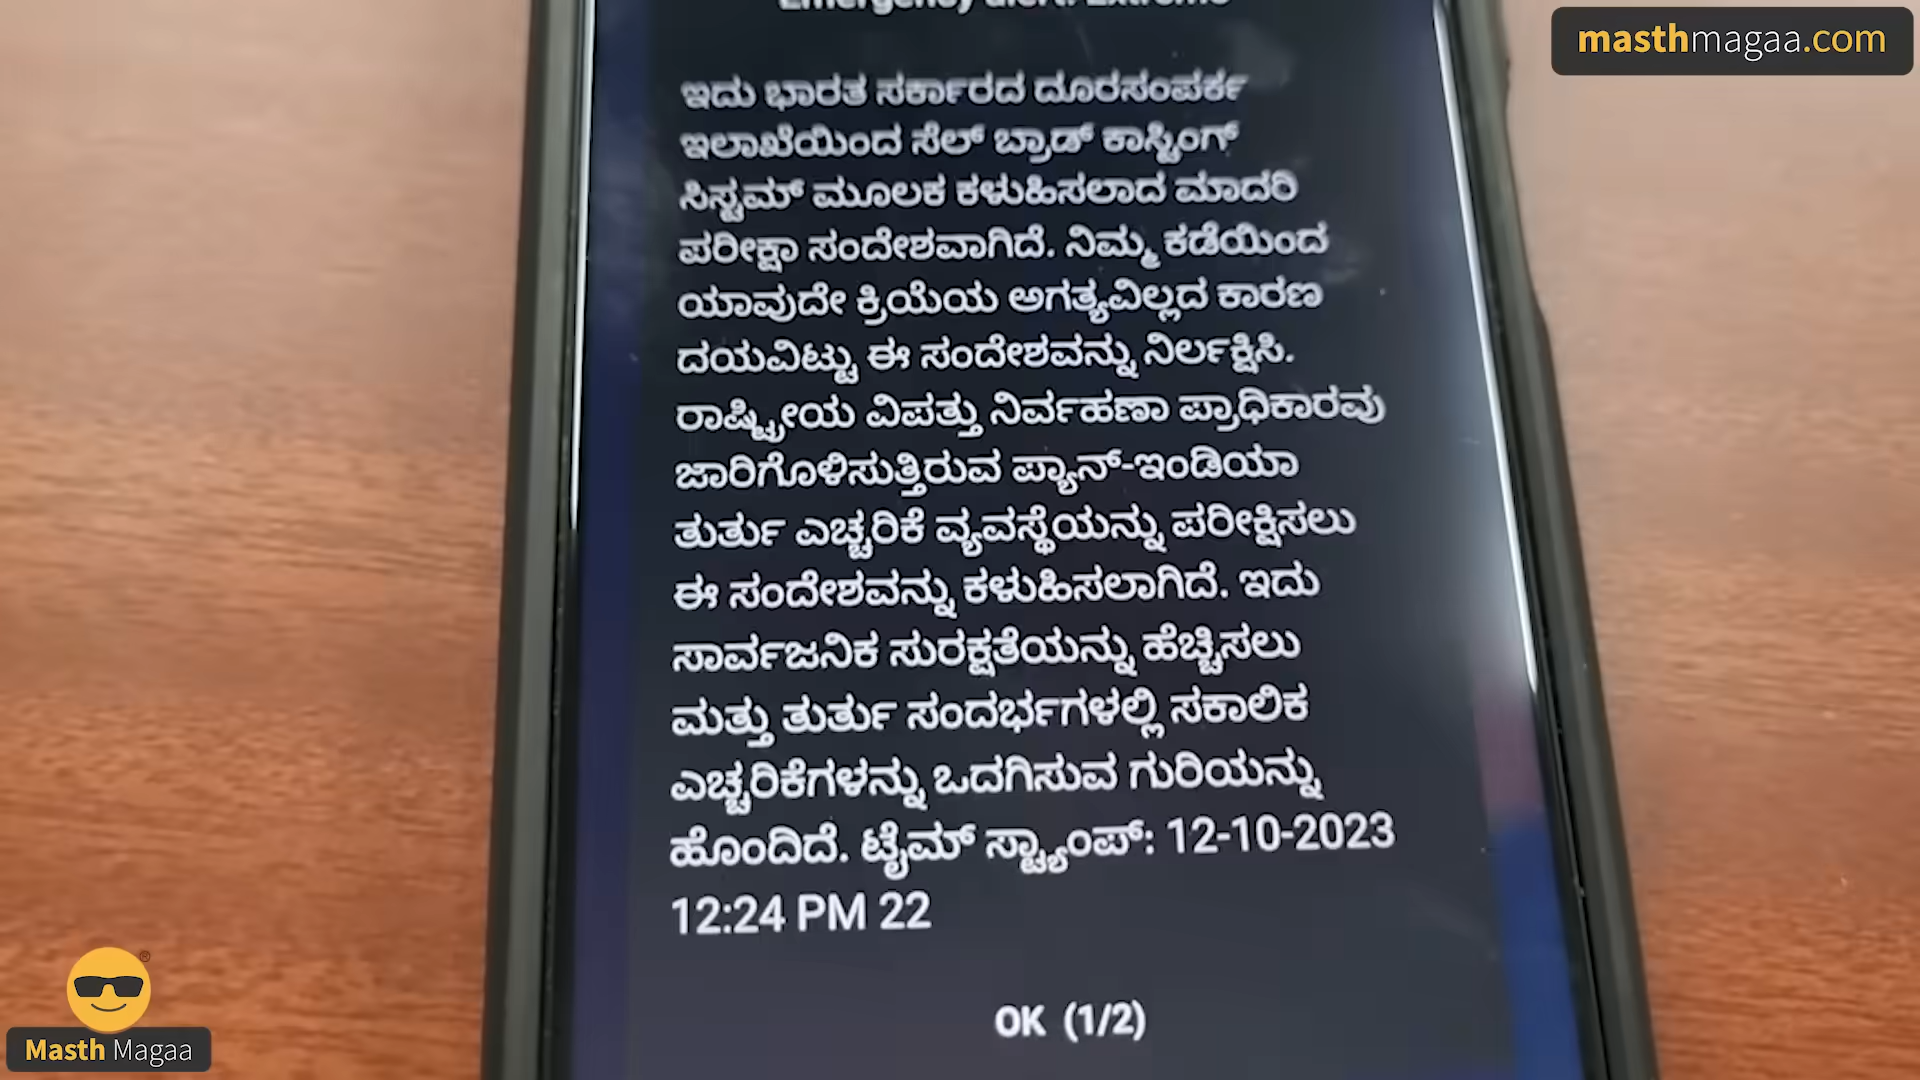 Emergency alert: Extreme
masthmagaa.com
ಇದು ಭಾರತ ಸರ್ಕಾರದ ದೂರಸಂಪರ್ಕ
ಇಲಾಖೆಯಿಂದ ಸೆಲ್ ಬ್ರಾಡ್ ಕಾಸ್ಟಿಂಗ್
ಸಿಸ್ಟಮ್ ಮೂಲಕ ಕಳುಹಿಸಲಾದ ಮಾದರಿ
ಪರೀಕ್ಷಾ ಸಂದೇಶವಾಗಿದೆ. ನಿಮ್ಮ ಕಡೆಯಿಂದ
ಯಾವುದೇ ಕ್ರಿಯೆಯ ಅಗತ್ಯವಿಲ್ಲದ ಕಾರಣ
ದಯವಿಟ್ಟು ಈ ಸಂದೇಶವನ್ನು ನಿರ್ಲಕ್ಷಿಸಿ.
ರಾಷ್ಟ್ರೀಯ ವಿಪತ್ತು ನಿರ್ವಹಣಾ ಪ್ರಾಧಿಕಾರವು
ಜಾರಿಗೊಳಿಸುತ್ತಿರುವ ಪ್ಯಾನ್-ಇಂಡಿಯಾ
ತುರ್ತು ಎಚ್ಚರಿಕೆ ವ್ಯವಸ್ಥೆಯನ್ನು ಪರೀಕ್ಷಿಸಲು
ಈ ಸಂದೇಶವನ್ನು ಕಳುಹಿಸಲಾಗಿದೆ. ಇದು
ಸಾರ್ವಜನಿಕ ಸುರಕ್ಷತೆಯನ್ನು ಹೆಚ್ಚಿಸಲು
ಮತ್ತು ತುರ್ತು ಸಂದರ್ಭಗಳಲ್ಲಿ ಸಕಾಲಿಕ
ಎಚ್ಚರಿಕೆಗಳನ್ನು ಒದಗಿಸುವ ಗುರಿಯನ್ನು
ಹೊಂದಿದೆ. ಟೈಮ್ ಸ್ಟ್ಯಾಂಪ್: 12-10-2023
12:24 PM 22
OK (1/2)
Masth Magaa